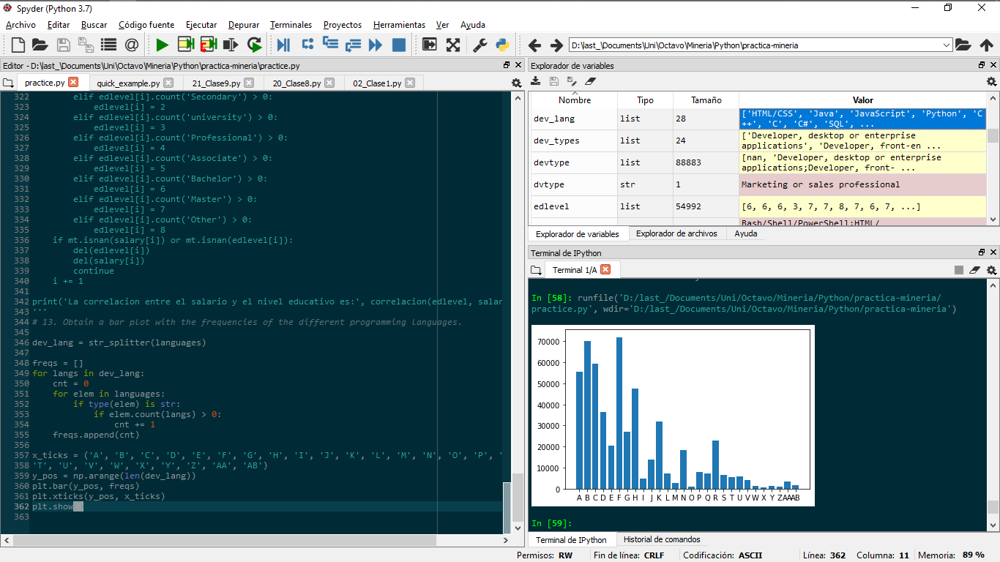 Spyder (Python 3.7)
Archivo Editar Buscar Código fuente Ejecutar Depurar Terminales Proyectos Herramientas Ver Ayuda
D:\last_\Documents\Uni\Octavo\Mineria\Python\practica-mineria
Editor - D:\last_\Documents\Uni\Octavo\Mineria\Python\practica-mineria\practice.py
practice.py quick_example.py 21_Clase9.py 20_Clase8.py 02_Clase1.py
322 elif edlevel[i].count('Secondary') > 0:
323 edlevel[i] = 2
324 elif edlevel[i].count('university') > 0:
325 edlevel[i] = 3
326 elif edlevel[i].count('Professional') > 0:
327 edlevel[i] = 4
328 elif edlevel[i].count('Associate') > 0:
329 edlevel[i] = 5
330 elif edlevel[i].count('Bachelor') > 0:
331 edlevel[i] = 6
332 elif edlevel[i].count('Master') > 0:
333 edlevel[i] = 7
334 elif edlevel[i].count('Other') > 0:
335 edlevel[i] = 8
336 if mt.isnan(salary[i]) or mt.isnan(edlevel[i]):
337 del(edlevel[i])
338 del(salary[i])
339 continue
340 i += 1
341
342 print('La correlacion entre el salario y el nivel educativo es:', correlacion(edlevel, salar
343 '''
344 # 13. Obtain a bar plot with the frequencies of the different programming languages.
345
346 dev_lang = str_splitter(languages)
347
348 freqs = []
349 for langs in dev_lang:
350 cnt = 0
351 for elem in languages:
352 if type(elem) is str:
353 if elem.count(langs) > 0:
354 cnt += 1
355 freqs.append(cnt)
356
357 x_ticks = ('A', 'B', 'C', 'D', 'E', 'F', 'G', 'H', 'I', 'J', 'K', 'L', 'M', 'N', 'O', 'P', '
358 'T', 'U', 'V', 'W', 'X', 'Y', 'Z', 'AA', 'AB')
359 y_pos = np.arange(len(dev_lang))
360 plt.bar(y_pos, freqs)
361 plt.xticks(y_pos, x_ticks)
362 plt.show()
363
Explorador de variables
Nombre Tipo Tamaño Valor
dev_lang list 28 ['HTML/CSS', 'Java', 'JavaScript', 'Python', 'C
++', 'C', 'C#', 'SQL', ...
dev_types list 24 ['Developer, desktop or enterprise
applications', 'Developer, front-en ...
devtype list 88883 [nan, 'Developer, desktop or enterprise
applications;Developer, front- ...
dvtype str 1 Marketing or sales professional
edlevel list 54992 [6, 6, 6, 3, 7, 7, 8, 7, 6, 7, ...]
Bash/Shell/PowerShell;HTML/
Explorador de variables Explorador de archivos Ayuda
Terminal de IPython
Terminal 1/A
In [58]: runfile('D:/last_/Documents/Uni/Octavo/Mineria/Python/practica-mineria/
practice.py', wdir='D:/last_/Documents/Uni/Octavo/Mineria/Python/practica-mineria')
70000
60000
50000
40000
30000
20000
10000
0
A B C D E F G H I J K L M N O P Q R S T U V W X Y Z AA AB
In [59]:
Terminal de IPython Historial de comandos
Permisos: RW Fin de línea: CRLF Codificación: ASCII Línea: 362 Columna: 11 Memoria: 89 %